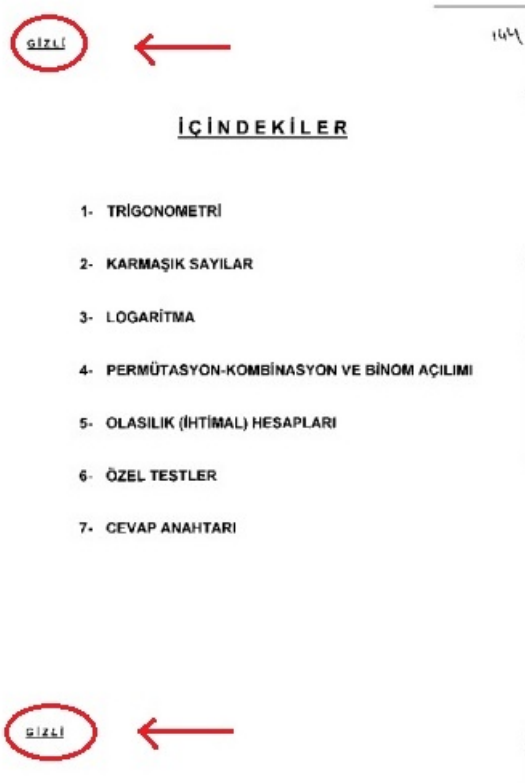 GİZLİ
144
İÇİNDEKİLER
1- TRİGONOMETRİ
2- KARMAŞIK SAYILAR
3- LOGARİTMA
4- PERMÜTASYON-KOMBİNASYON VE BİNOM AÇILIMI
5- OLASILIK (İHTİMAL) HESAPLARI
6- ÖZEL TESTLER
7- CEVAP ANAHTARI
GİZLİ